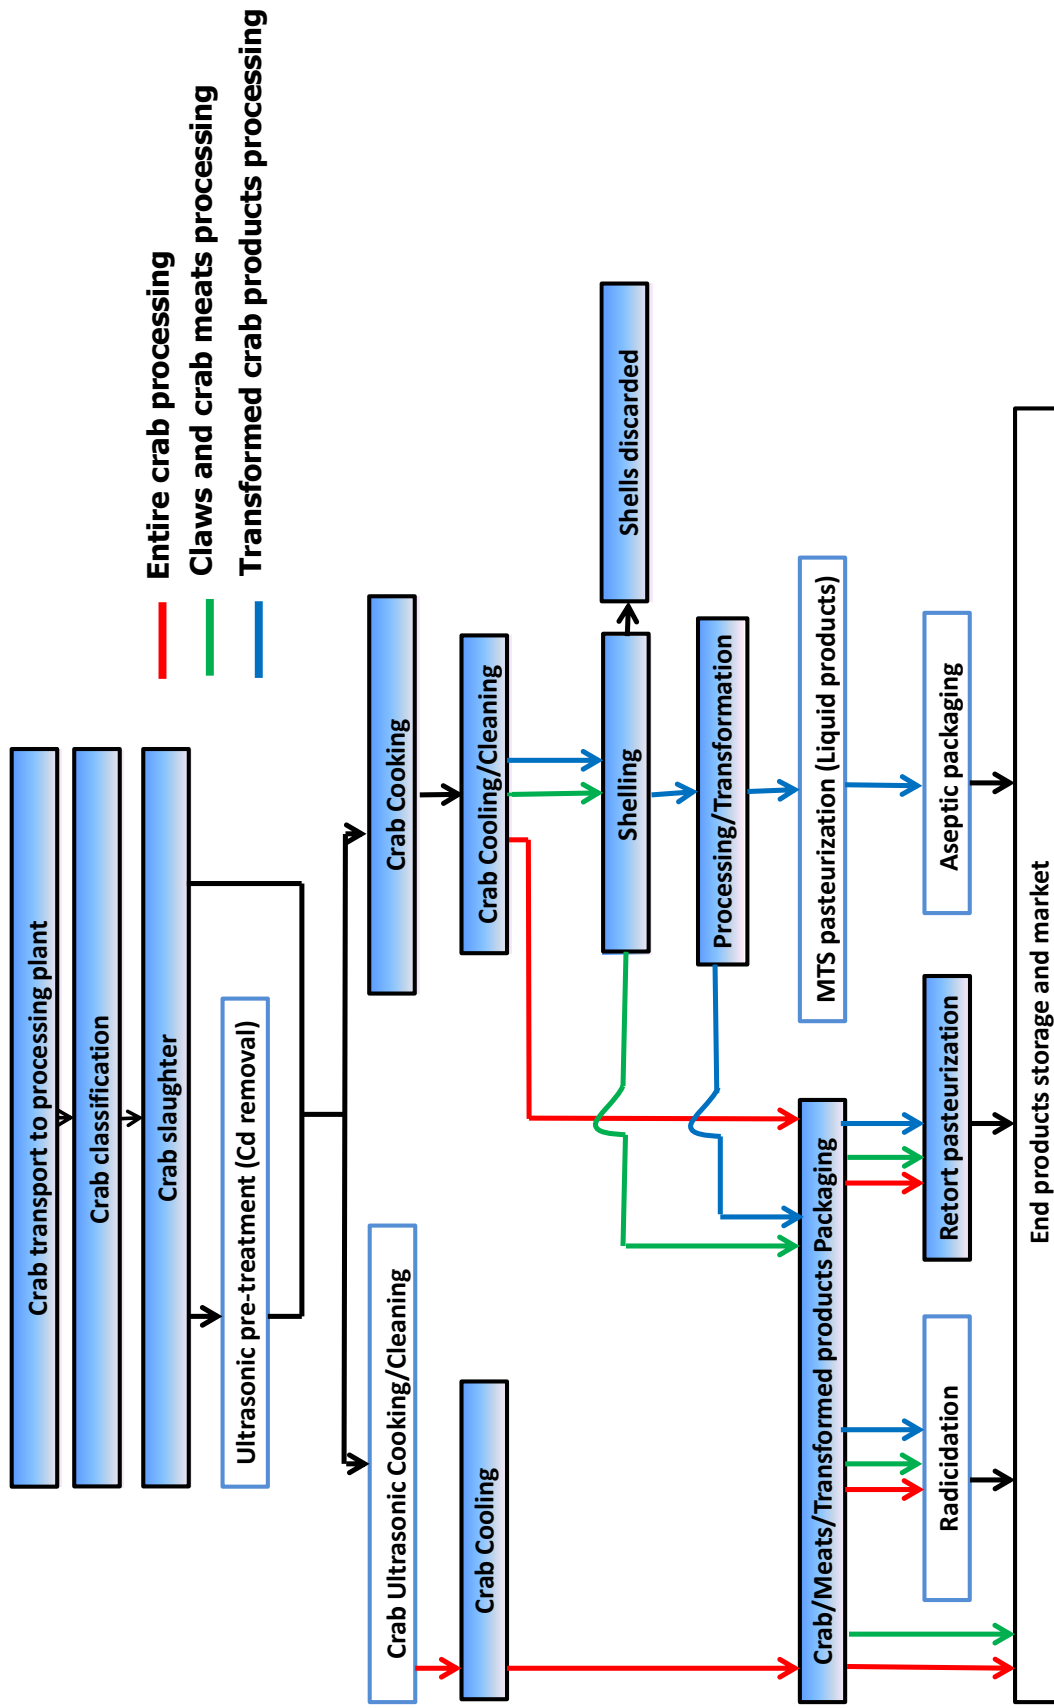 Entire crab processing
Claws and crab meats processing
Transformed crab products processing
Crab transport to processing plant
Crab classification
Crab slaughter
Ultrasonic pre-treatment (Cd removal)
Crab Ultrasonic Cooking/Cleaning
Crab Cooking
Crab Cooling
Crab Cooling/Cleaning
Shelling
Shells discarded
Processing/Transformation
Crab/Meats/Transformed products Packaging
MTS pasteurization (Liquid products)
Radicidation
Retort pasteurization
Aseptic packaging
End products storage and market